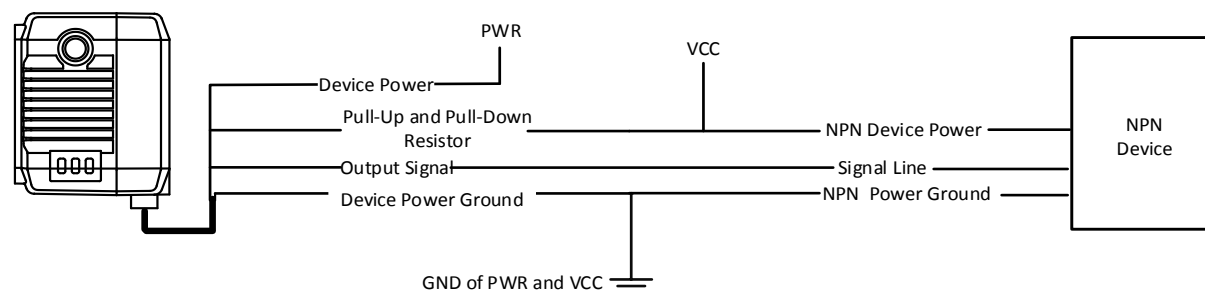 PWR
VCC
Device Power
Pull-Up and Pull-Down
Resistor
NPN Device Power
NPN
Device
Output Signal
Signal Line
Device Power Ground
NPN Power Ground
GND of PWR and VCC